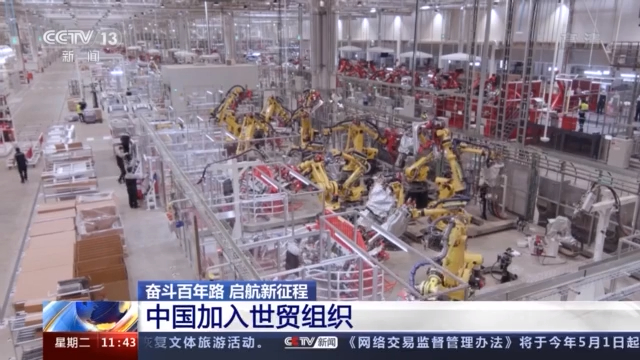 CCTV 13
新闻
奋斗百年路 启航新征程
中国加入世贸组织
星期二 11:43 恢复文体旅游活动。 CCTV新闻 《网络交易监督管理办法》将于今年5月1日起